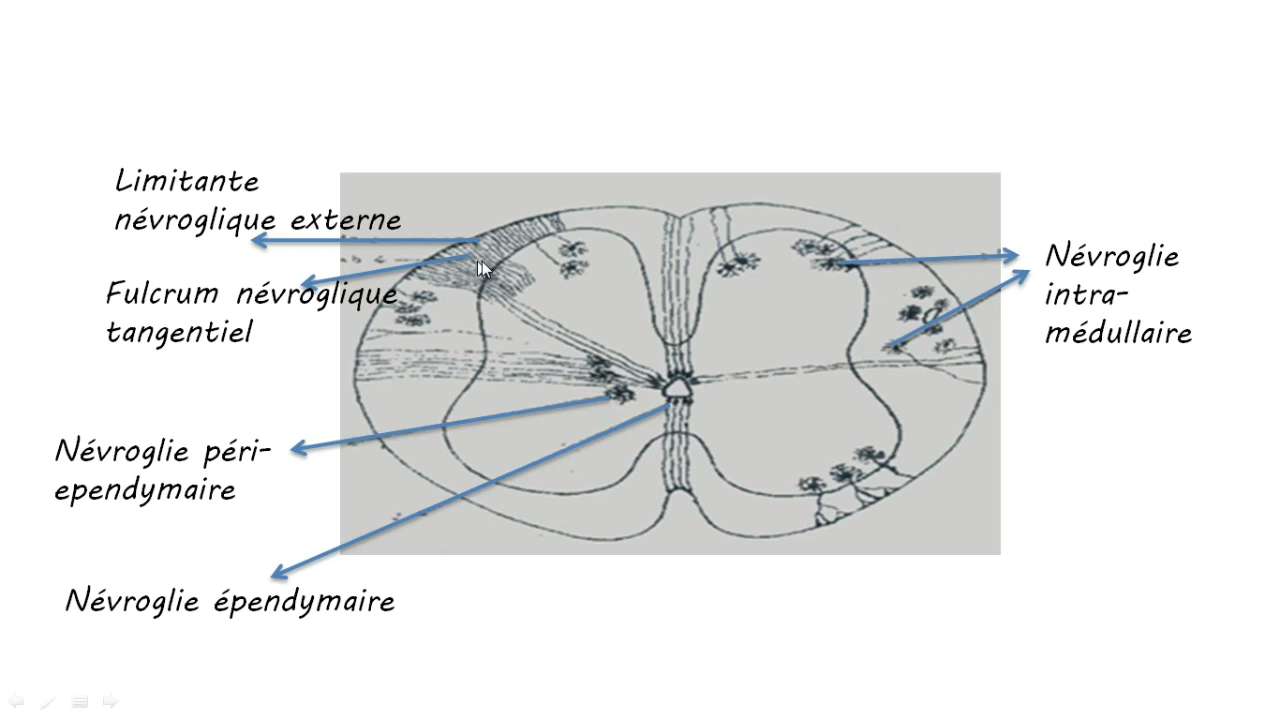 Limitante
névroglique externe
Fulcrum névroglique
tangentiel
Névroglie péri-
ependymaire
Névroglie épendymaire
Névroglie
intra-
médullaire